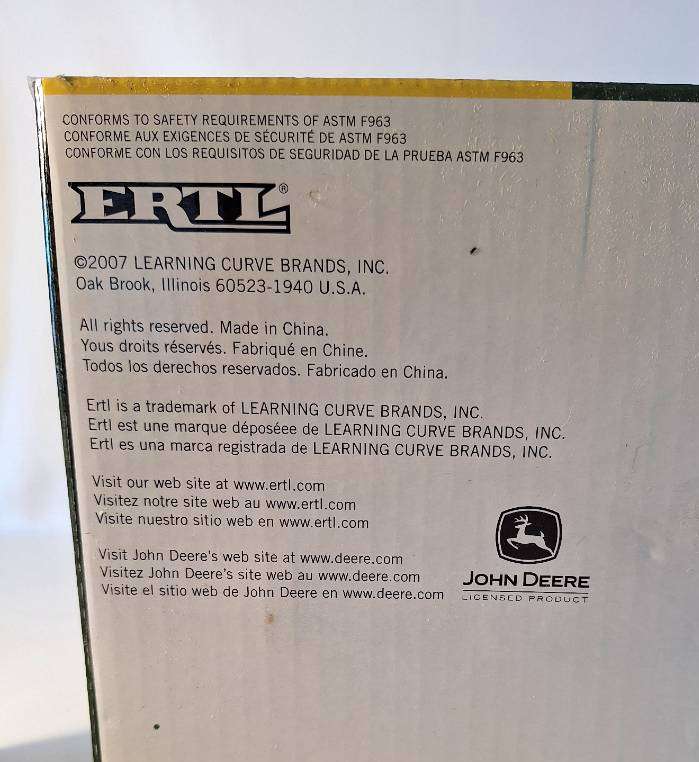 CONFORMS TO SAFETY REQUIREMENTS OF ASTM F963
CONFORME AUX EXIGENCES DE SÉCURITÉ DE ASTM F963
CONFORME CON LOS REQUISITOS DE SEGURIDAD DE LA PRUEBA ASTM F963
ERTL®
©2007 LEARNING CURVE BRANDS, INC.
Oak Brook, Illinois 60523-1940 U.S.A.
All rights reserved. Made in China.
Yous droits réservés. Fabriqué en Chine.
Todos los derechos reservados. Fabricado en China.
Ertl is a trademark of LEARNING CURVE BRANDS, INC.
Ertl est une marque déposéee de LEARNING CURVE BRANDS, INC.
Ertl es una marca registrada de LEARNING CURVE BRANDS, INC.
Visit our web site at www.ertl.com
Visitez notre site web au www.ertl.com
Visite nuestro sitio web en www.ertl.com
Visit John Deere's web site at www.deere.com
Visitez John Deere's site web au www.deere.com
Visite el sitio web de John Deere en www.deere.com
JOHN DEERE
LICENSED PRODUCT